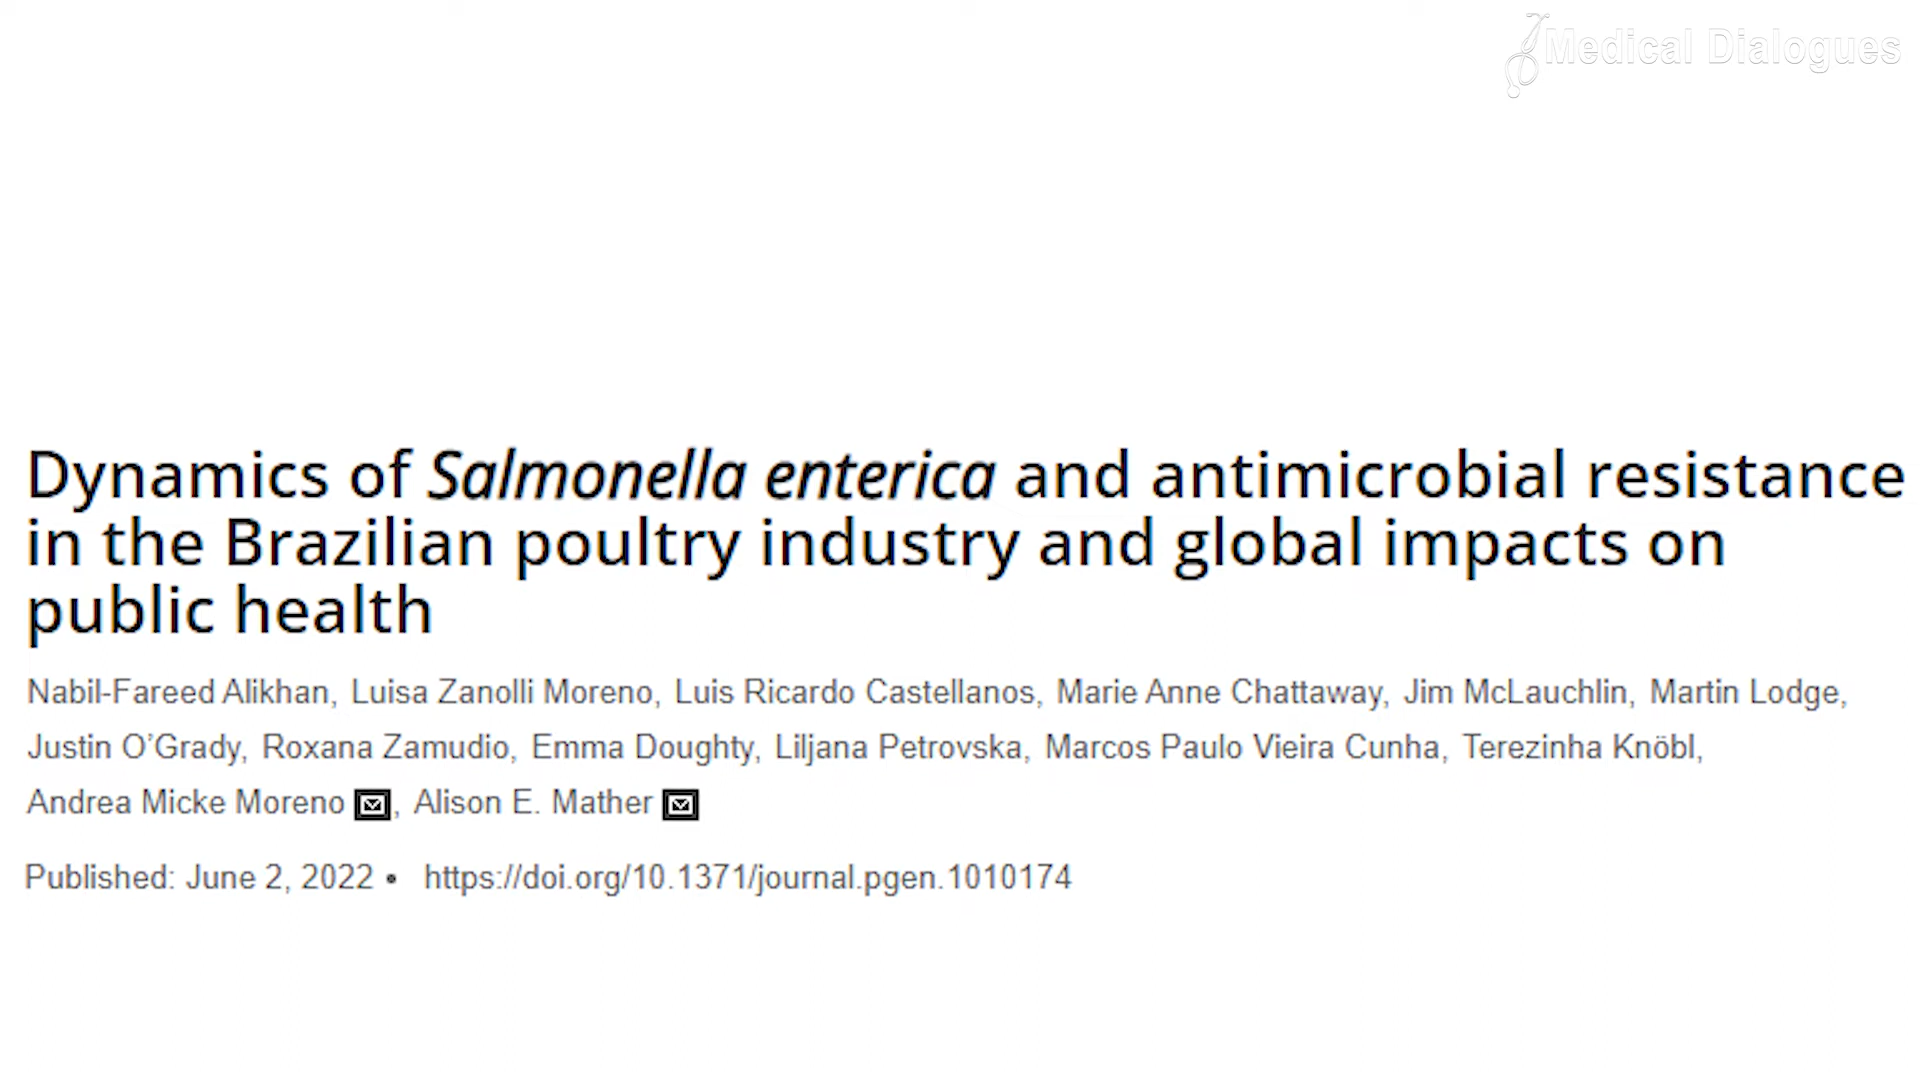 Medical Dialogues
Dynamics of Salmonella enterica and antimicrobial resistance
in the Brazilian poultry industry and global impacts on
public health
Nabil-Fareed Alikhan, Luisa Zanolli Moreno, Luis Ricardo Castellanos, Marie Anne Chattaway, Jim McLauchlin, Martin Lodge,
Justin O’Grady, Roxana Zamudio, Emma Doughty, Liljana Petrovska, Marcos Paulo Vieira Cunha, Terezinha Knöbl,
Andrea Micke Moreno, Alison E. Mather
Published: June 2, 2022 • https://doi.org/10.1371/journal.pgen.1010174